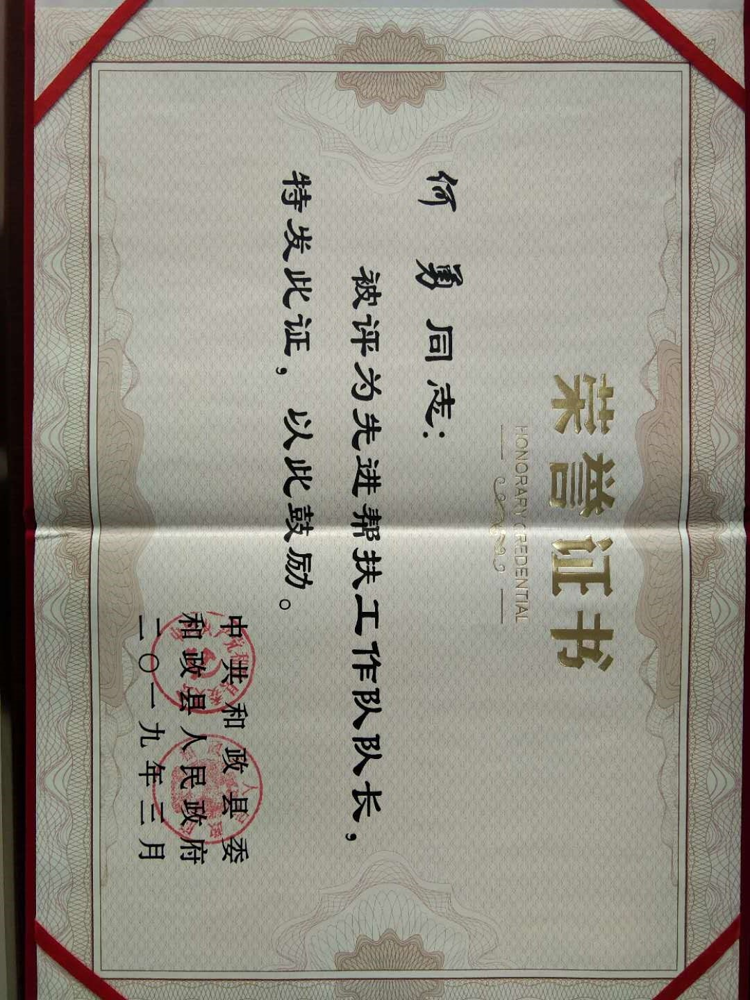 荣誉证书
HONORARY CREDENTIAL
何勇同志：
被评为先进帮扶工作队队长，
特发此证，以此鼓励。
中共和政县委
和政县人民政府
二〇一九年三月